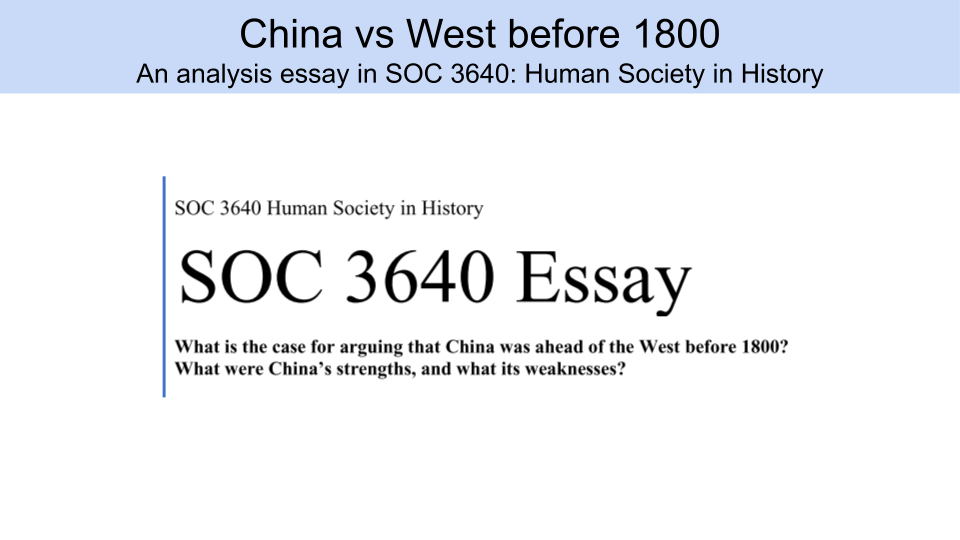 China vs West before 1800
An analysis essay in SOC 3640: Human Society in History
SOC 3640 Human Society in History
SOC 3640 Essay
What is the case for arguing that China was ahead of the West before 1800?
What were China’s strengths, and what its weaknesses?